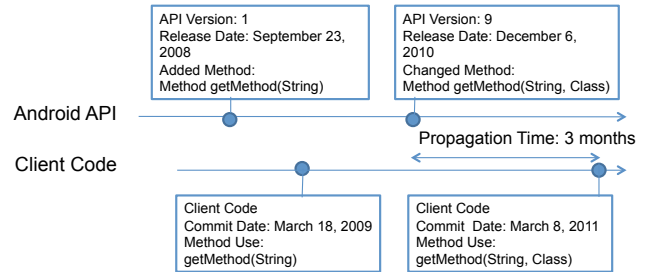 API Version: 1
Release Date: September 23,
2008
Added Method:
Method getMethod(String)
API Version: 9
Release Date: December 6,
2010
Changed Method:
Method getMethod(String, Class)
Android API
Propagation Time: 3 months
Client Code
Client Code
Commit Date: March 18, 2009
Method Use:
getMethod(String)
Client Code
Commit  Date: March 8, 2011
Method Use:
getMethod(String, Class)